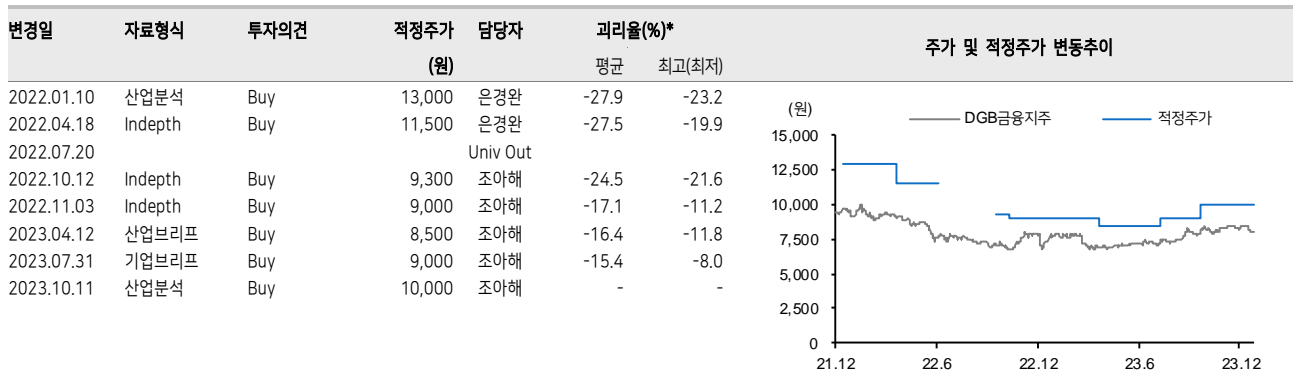 변경일 자료형식 투자의견 적정주가 담당자 괴리율(%)* 주가 및 적정주가 변동추이
(원) 평균 최고(최저)
2022.01.10 산업분석 Buy 13,000 은경완 -27.9 -23.2
2022.04.18 Indepth Buy 11,500 은경완 -27.5 -19.9
2022.07.20 Univ Out
2022.10.12 Indepth Buy 9,300 조아해 -24.5 -21.6
2022.11.03 Indepth Buy 9,000 조아해 -17.1 -11.2
2023.04.12 산업브리프 Buy 8,500 조아해 -16.4 -11.8
2023.07.31 기업브리프 Buy 9,000 조아해 -15.4 -8.0
2023.10.11 산업분석 Buy 10,000 조아해 - -
(원) DGB금융지주 적정주가
15,000
12,500
10,000
7,500
5,000
2,500
0
21.12 22.6 22.12 23.6 23.12